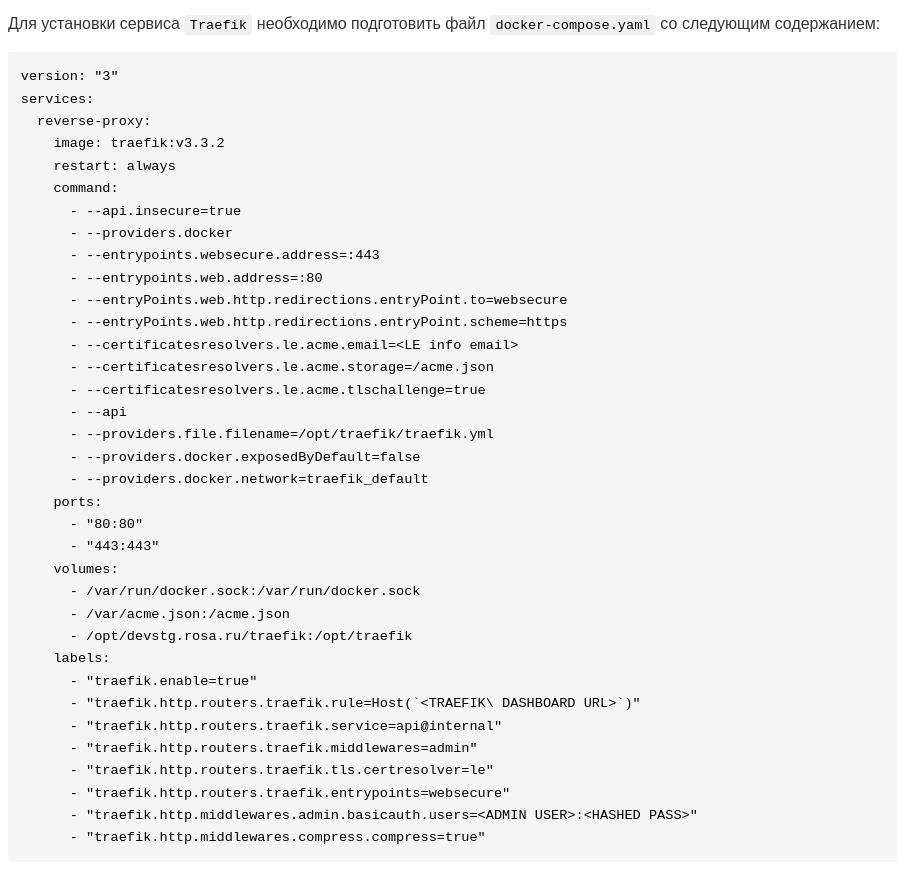 Для установки сервиса Traefik необходимо подготовить файл docker-compose.yaml со следующим содержанием:
version: "3"
services:
  reverse-proxy:
    image: traefik:v3.3.2
    restart: always
    command:
      - --api.insecure=true
      - --providers.docker
      - --entrypoints.websecure.address=:443
      - --entrypoints.web.address=:80
      - --entryPoints.web.http.redirections.entryPoint.to=websecure
      - --entryPoints.web.http.redirections.entryPoint.scheme=https
      - --certificatesresolvers.le.acme.email=<LE info email>
      - --certificatesresolvers.le.acme.storage=/acme.json
      - --certificatesresolvers.le.acme.tlschallenge=true
      - --api
      - --providers.file.filename=/opt/traefik/traefik.yml
      - --providers.docker.exposedByDefault=false
      - --providers.docker.network=traefik_default
    ports:
      - "80:80"
      - "443:443"
    volumes:
      - /var/run/docker.sock:/var/run/docker.sock
      - /var/acme.json:/acme.json
      - /opt/devstg.rosa.ru/traefik:/opt/traefik
    labels:
      - "traefik.enable=true"
      - "traefik.http.routers.traefik.rule=Host(`<TRAEFIK\ DASHBOARD URL>`)"
      - "traefik.http.routers.traefik.service=api@internal"
      - "traefik.http.routers.traefik.middlewares=admin"
      - "traefik.http.routers.traefik.tls.certresolver=le"
      - "traefik.http.routers.traefik.entrypoints=websecure"
      - "traefik.http.middlewares.admin.basicauth.users=<ADMIN USER>:<HASHED PASS>"
      - "traefik.http.middlewares.compress.compress=true"